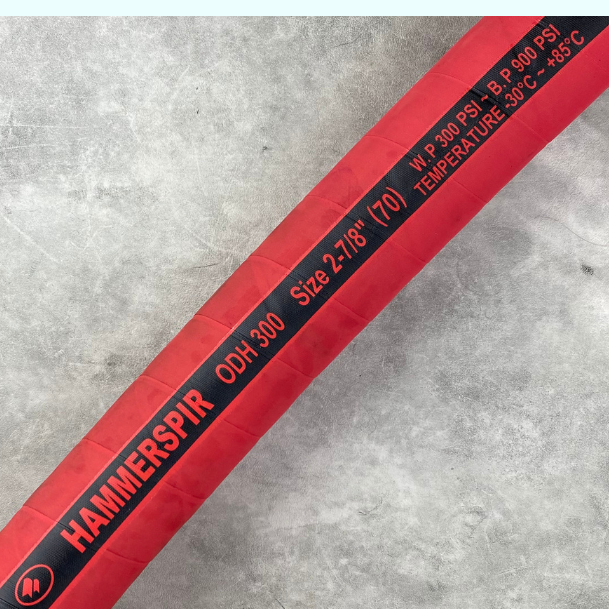 HAMMERSPIR ODH 300 Size 2-7/8" (70)
W.P 300 PSI ~ B.P 900 PSI
TEMPERATURE -30°C ~ +85°C